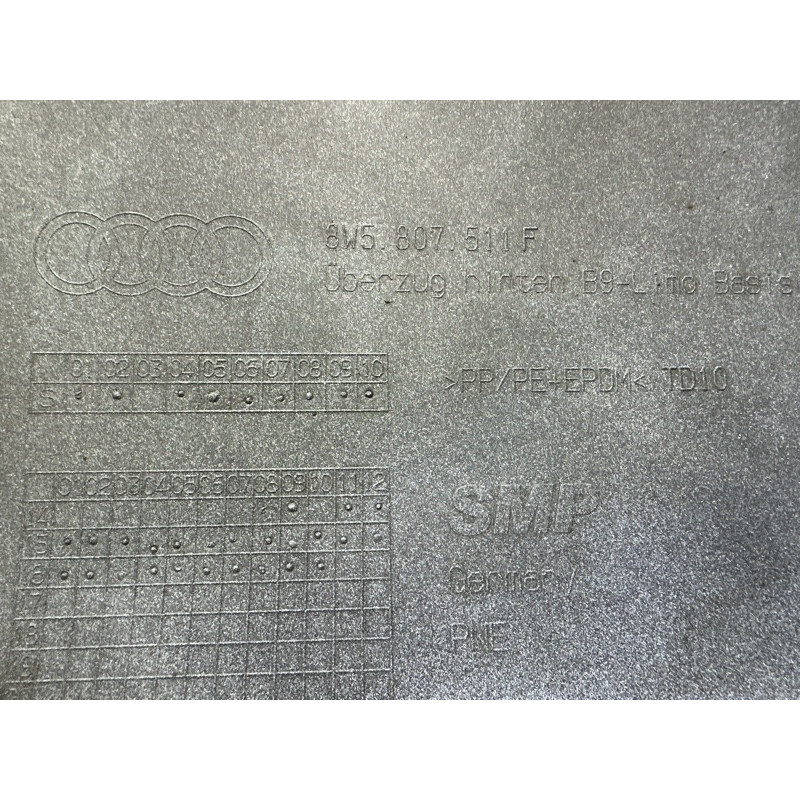 8W5.807.511 F
Überzug hinten B9-Limo Basis
01 02 03 04 05 06 07 08 09 10
S
>PP/PE+EPDM< TD10
01 02 03 04 05 06 07 08 09 10 11 12
14
15
16
17
18
19
SMP
Germany
PNE